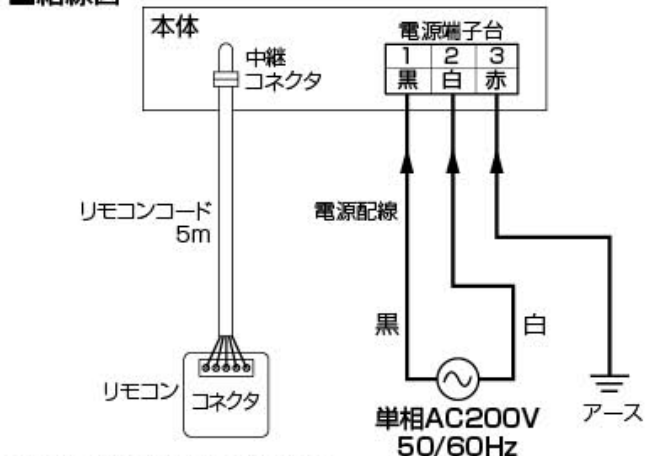 本体
電源端子台
1 2 3
黒 白 赤
中継
コネクタ
リモコンコード
5m
電源配線
黒
白
リモコン
コネクタ
アース
単相AC200V
50/60Hz